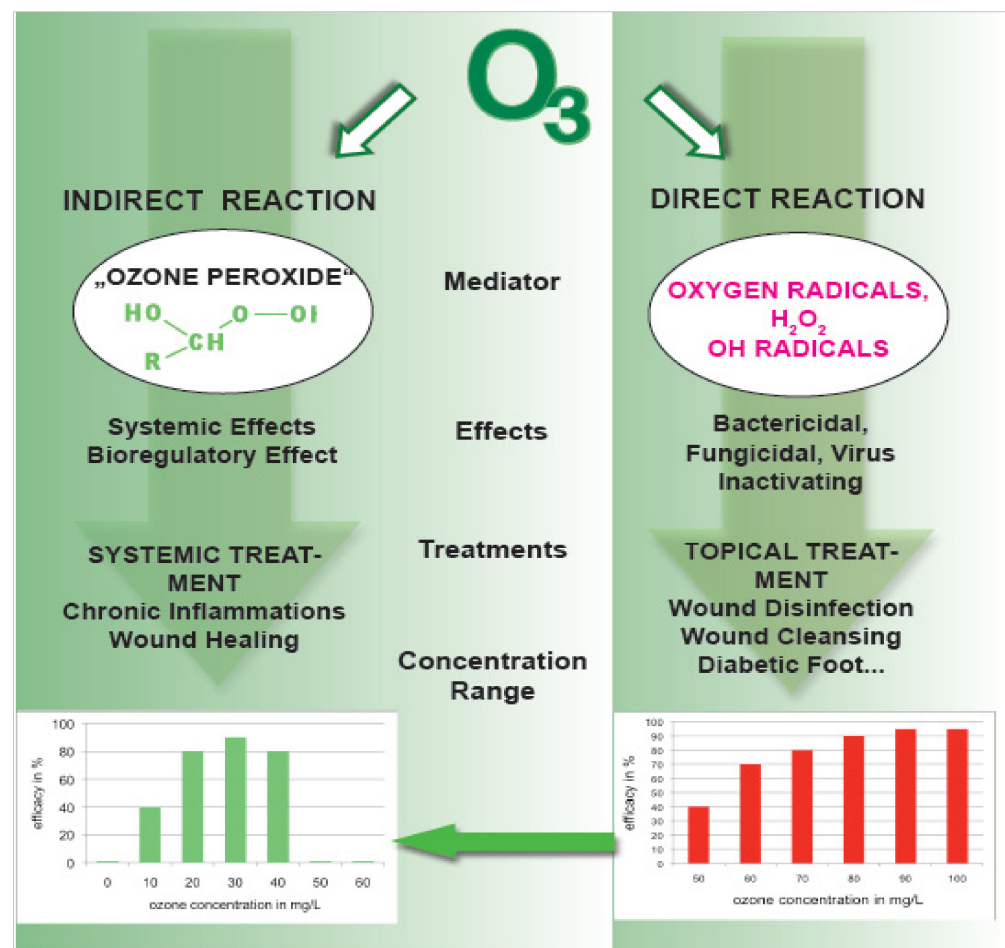 O₃
INDIRECT REACTION
„OZONE PEROXIDE“
HO
O—OH
CH
R
Systemic Effects
Bioregulatory Effect
SYSTEMIC TREAT-
MENT
Chronic Inflammations
Wound Healing
Mediator
Effects
Treatments
Concentration
Range
DIRECT REACTION
OXYGEN RADICALS,
H₂O₂
OH RADICALS
Bactericidal,
Fungicidal, Virus
Inactivating
TOPICAL TREAT-
MENT
Wound Disinfection
Wound Cleansing
Diabetic Foot...
efficacy in %
100
80
60
40
20
0
0 10 20 30 40 50 60
ozone concentration in mg/L
efficacy in %
100
90
80
70
60
50
40
30
20
10
0
50 60 70 80 90 100
ozone concentration in mg/L